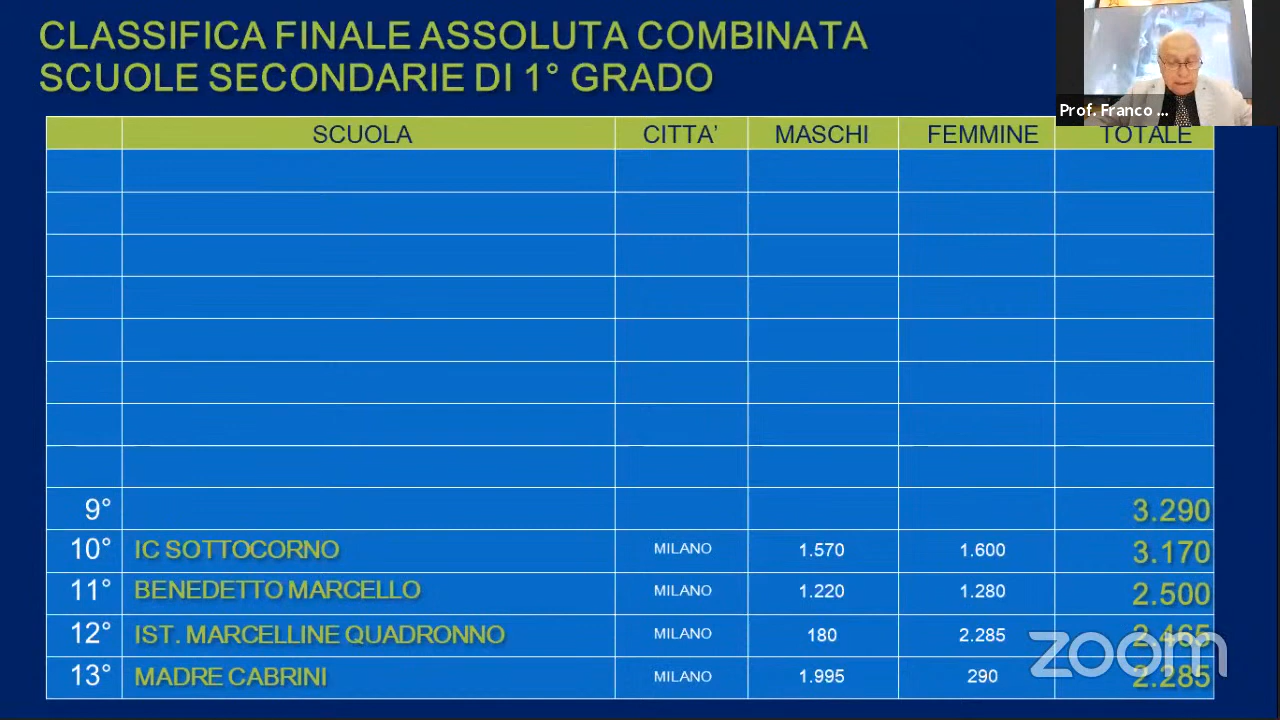 CLASSIFICA FINALE ASSOLUTA COMBINATA
SCUOLE SECONDARIE DI 1° GRADO
Prof. Franco ...
SCUOLA CITTA' MASCHI FEMMINE TOTALE
9° 3.290
10° IC SOTTOCORNO MILANO 1.570 1.600 3.170
11° BENEDETTO MARCELLO MILANO 1.220 1.280 2.500
12° IST. MARCELLINE QUADRONNO MILANO 180 2.285 2.465
13° MADRE CABRINI MILANO 1.995 290 2.285
zoom